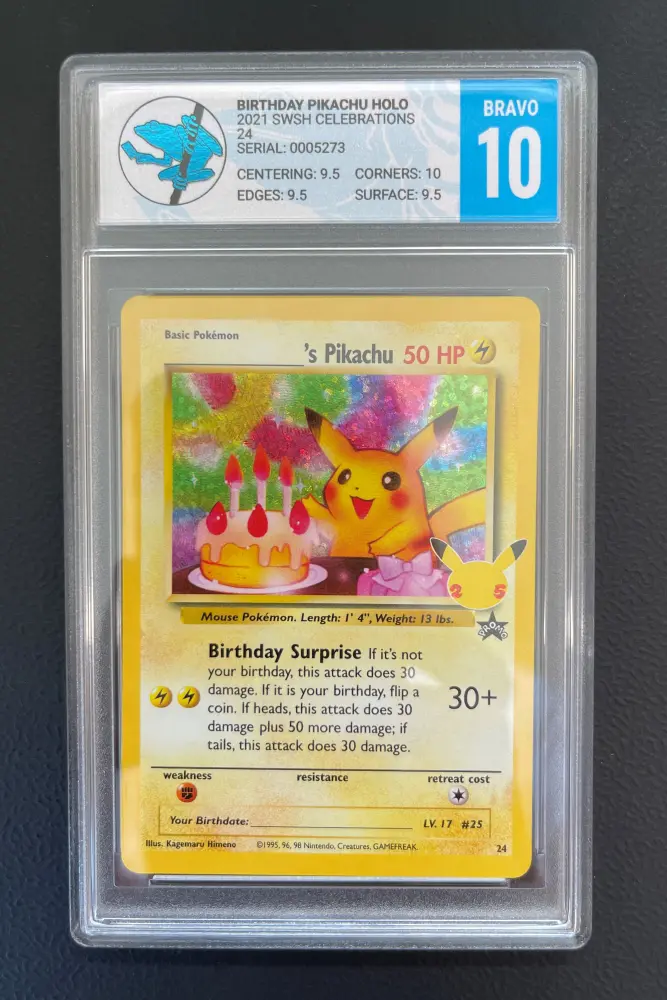 BIRTHDAY PIKACHU HOLO
2021 SWSH CELEBRATIONS
24
SERIAL: 0005273
CENTERING: 9.5 CORNERS: 10
EDGES: 9.5 SURFACE: 9.5
BRAVO
10
Basic Pokémon
____________'s Pikachu 50 HP
25
PROMO
Mouse Pokémon. Length: 1' 4", Weight: 13 lbs.
Birthday Surprise If it's not
your birthday, this attack does 30
damage. If it is your birthday, flip a
coin. If heads, this attack does 30
damage plus 50 more damage; if
tails, this attack does 30 damage.
30+
weakness resistance retreat cost
Your Birthdate:____________________ LV. 17 #25
Illus. Kagemaru Himeno ©1995, 96, 98 Nintendo, Creatures, GAMEFREAK. 24